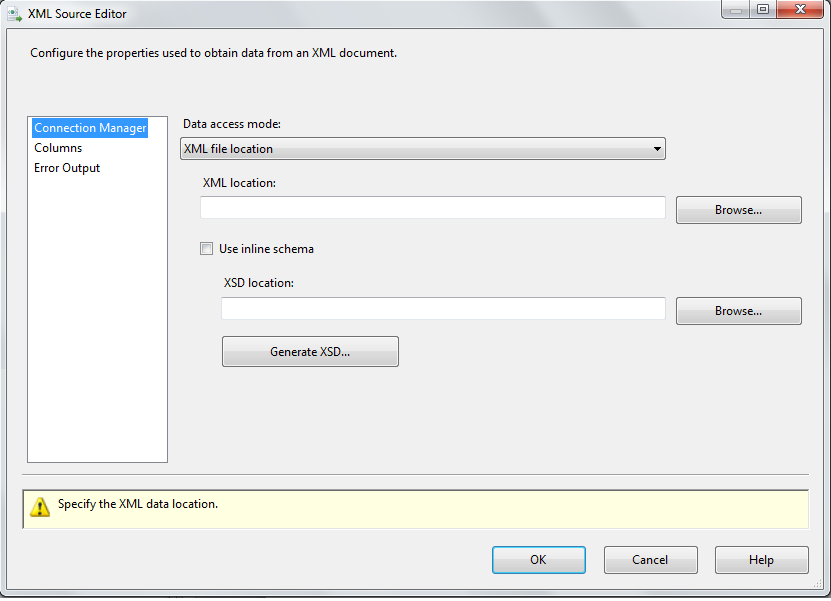 XML Source Editor
Configure the properties used to obtain data from an XML document.
Connection Manager
Columns
Error Output
Data access mode:
XML file location
XML location:
Browse...
Use inline schema
XSD location:
Browse...
Generate XSD...
Specify the XML data location.
OK
Cancel
Help